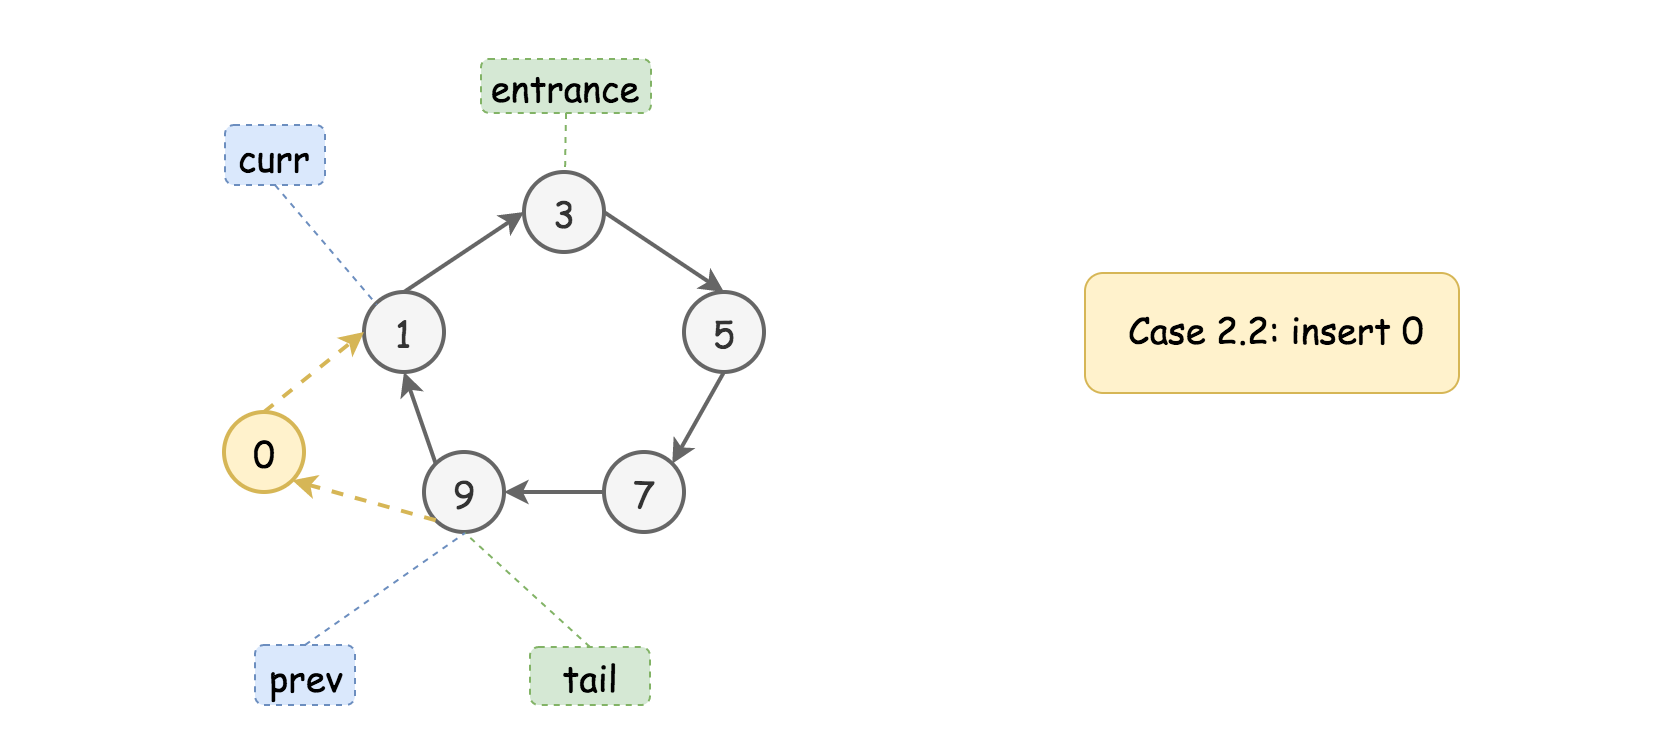 entrance
curr
3
1
5
Case 2.2: insert 0
0
9
7
prev
tail